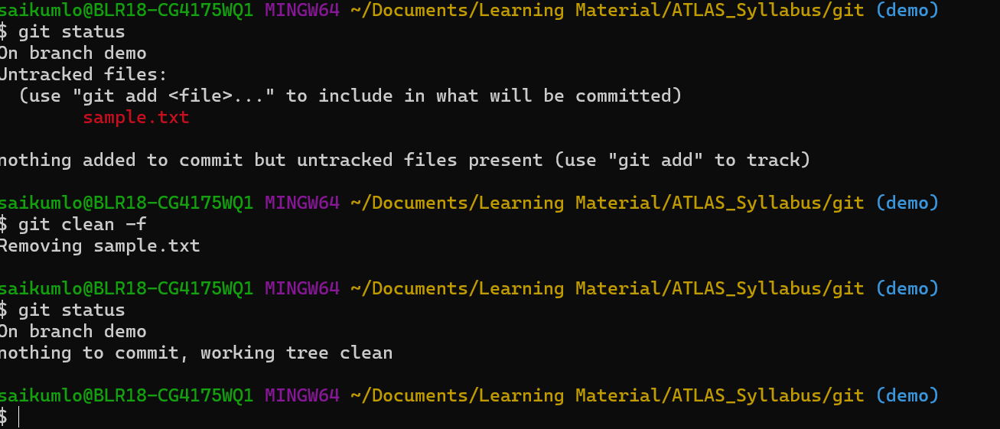 saikumlo@BLR18-CG4175WQ1 MINGW64 ~/Documents/Learning Material/ATLAS_Syllabus/git (demo)
$ git status
On branch demo
Untracked files:
  (use "git add <file>..." to include in what will be committed)
        sample.txt

nothing added to commit but untracked files present (use "git add" to track)

saikumlo@BLR18-CG4175WQ1 MINGW64 ~/Documents/Learning Material/ATLAS_Syllabus/git (demo)
$ git clean -f
Removing sample.txt

saikumlo@BLR18-CG4175WQ1 MINGW64 ~/Documents/Learning Material/ATLAS_Syllabus/git (demo)
$ git status
On branch demo
nothing to commit, working tree clean

saikumlo@BLR18-CG4175WQ1 MINGW64 ~/Documents/Learning Material/ATLAS_Syllabus/git (demo)
$